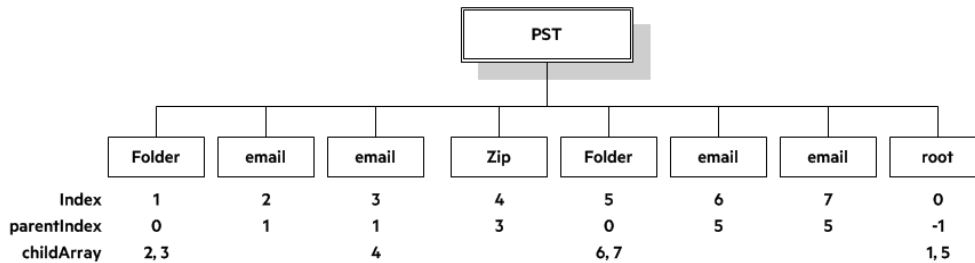 PST
Folder email email Zip Folder email email root
Index 1 2 3 4 5 6 7 0
parentIndex 0 1 1 3 0 5 5 -1
childArray 2, 3 4 6, 7 1, 5